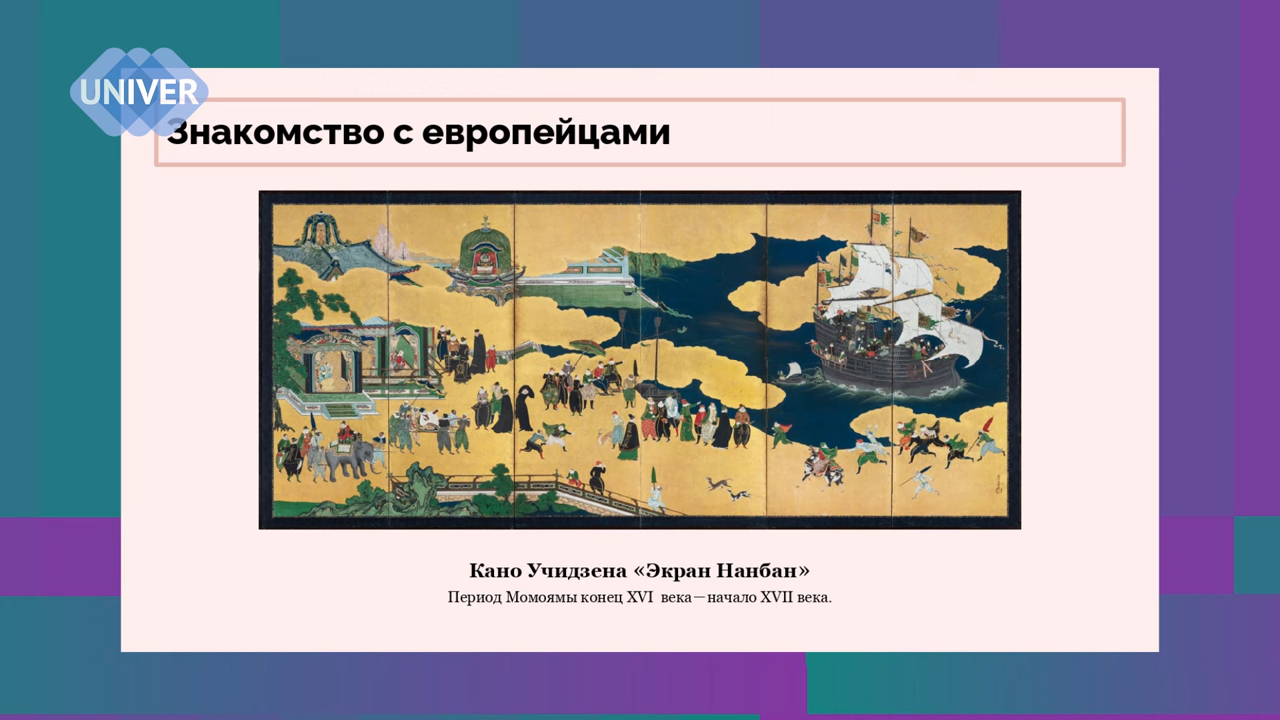 UNIVER
Знакомство с европейцами
Кано Учидзена «Экран Нанбан»
Период Момоямы конец XVI века—начало XVII века.